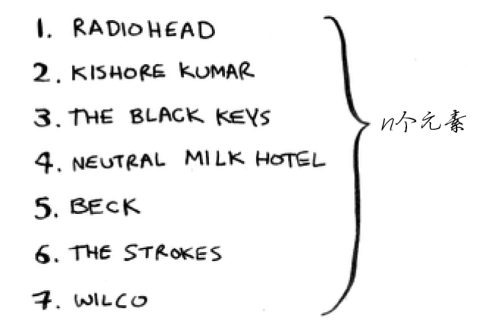 1. RADIOHEAD
2. KISHORE KUMAR
3. THE BLACK KEYS
n个元素
4. NEUTRAL MILK HOTEL
5. BECK
6. THE STROKES
7. WILCO